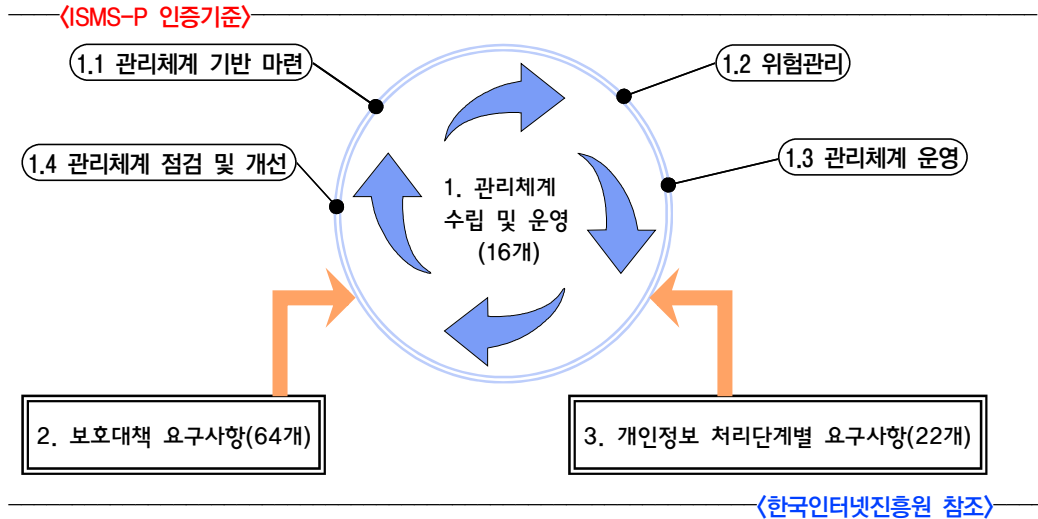 <ISMS-P 인증기준>
1.1 관리체계 기반 마련
1.2 위험관리
1.4 관리체계 점검 및 개선
1.3 관리체계 운영
1. 관리체계
수립 및 운영
(16개)
2. 보호대책 요구사항(64개)
3. 개인정보 처리단계별 요구사항(22개)
<한국인터넷진흥원 참조>